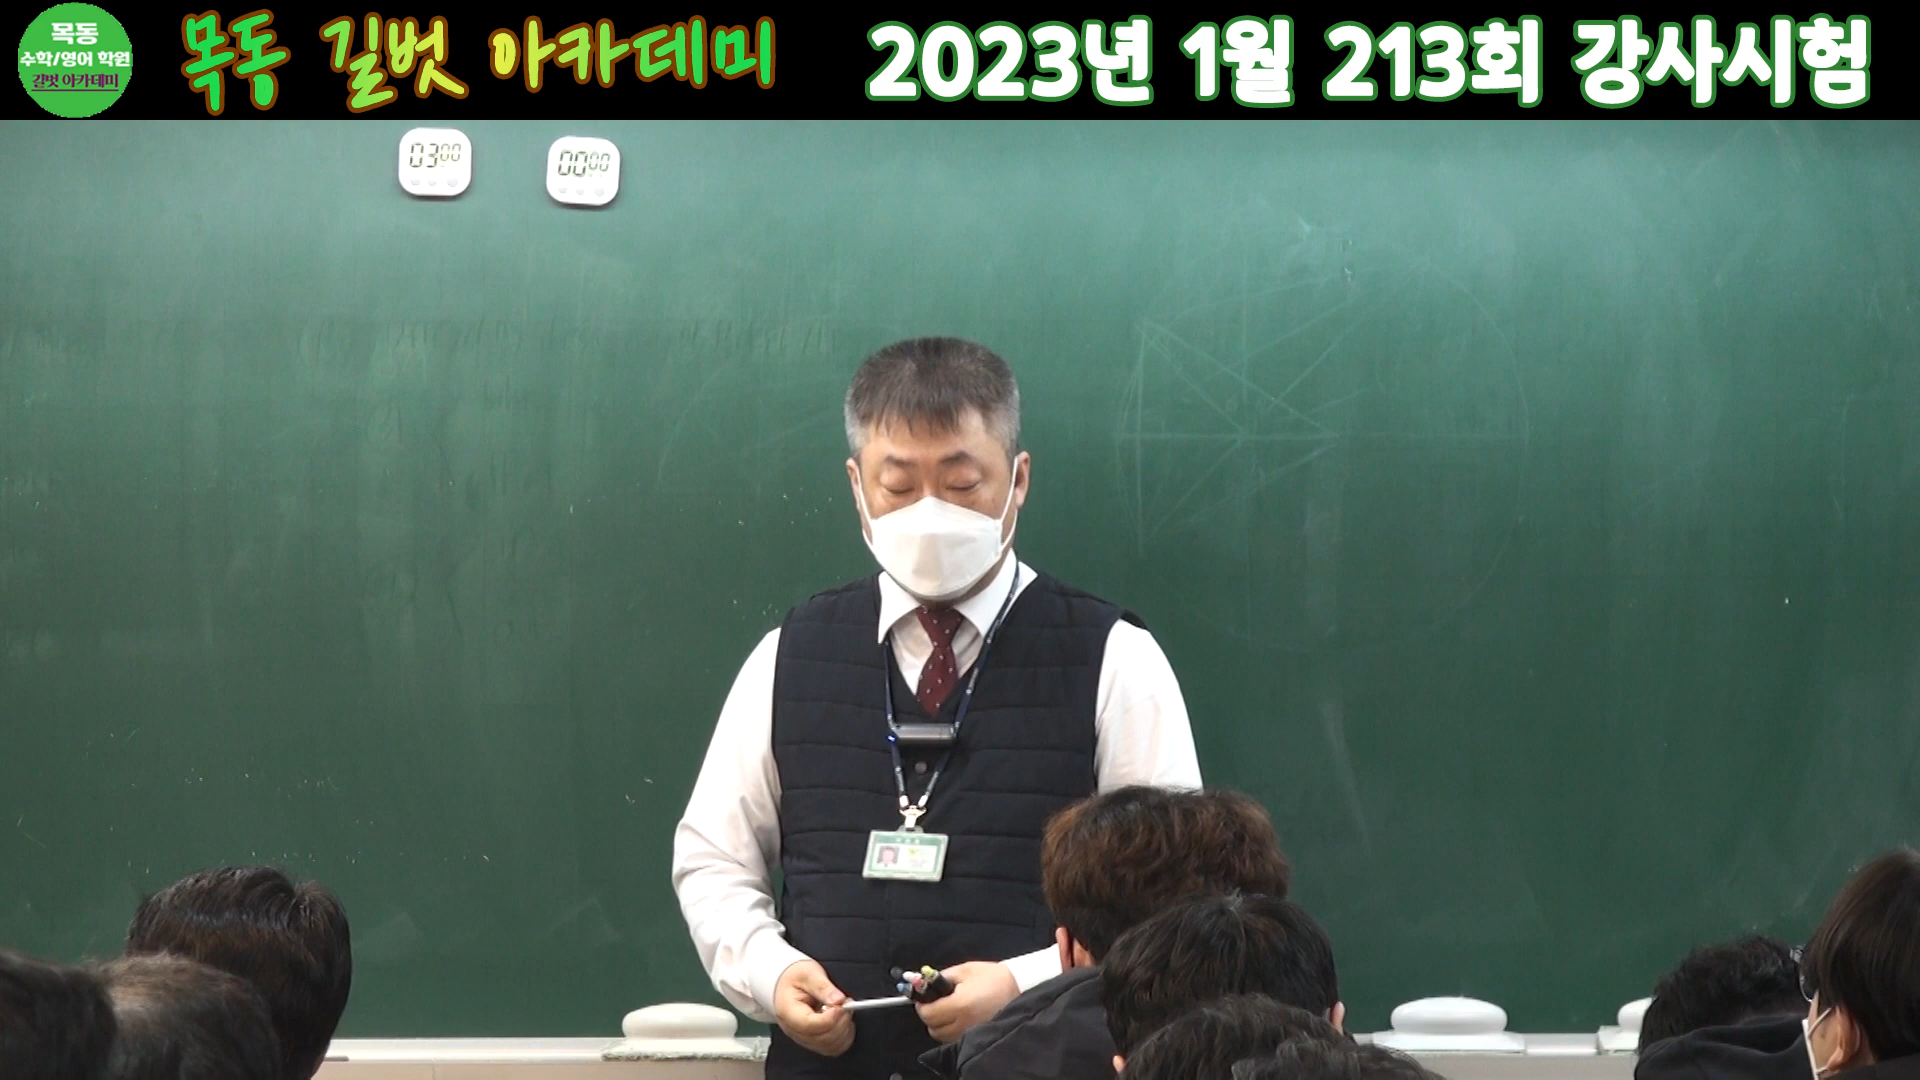 목동
수학/영어 학원
길벗 아카데미
목동 길벗 아카데미 2023년 1월 213회 강사시험
03 00
00 00